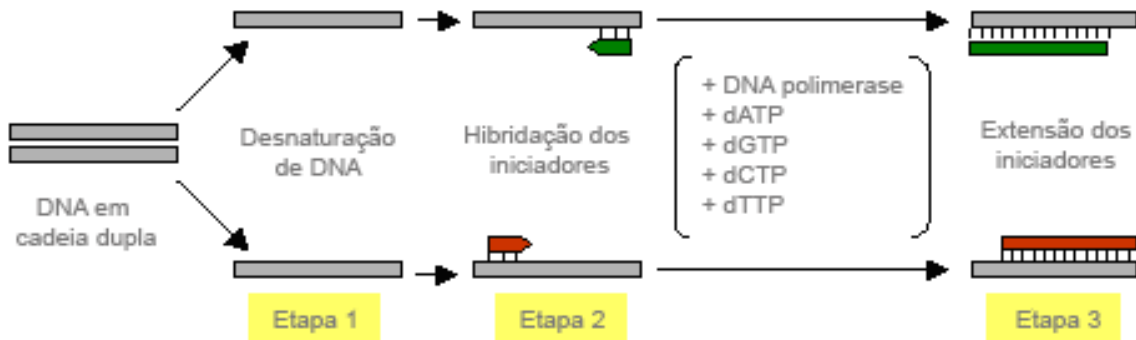 DNA em
cadeia dupla
Desnaturação
de DNA
Hibridação dos
iniciadores
+ DNA polimerase
+ dATP
+ dGTP
+ dCTP
+ dTTP
Extensão dos
iniciadores
Etapa 1
Etapa 2
Etapa 3